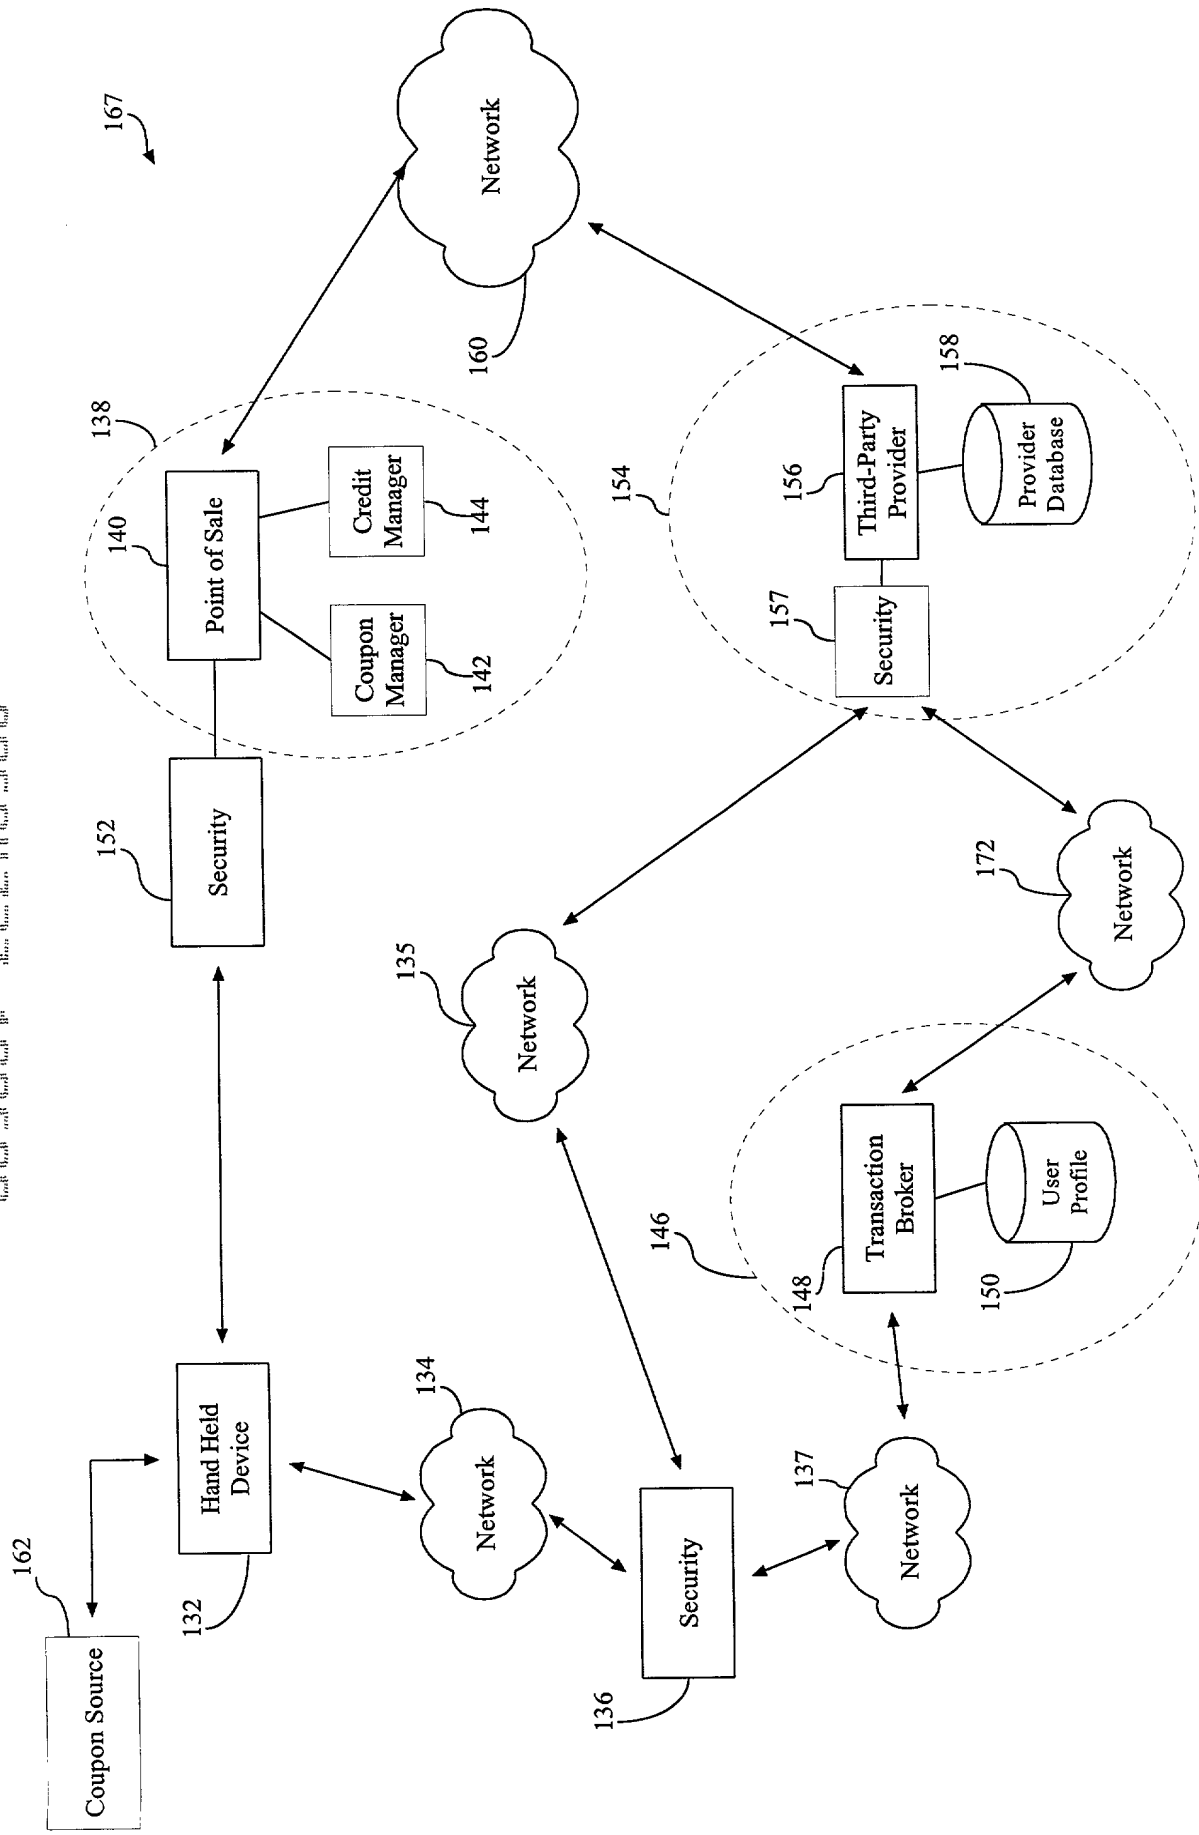 167
Coupon Source
162
Hand Held
Device
132
Security
152
138
Point of Sale
140
Coupon
Manager
142
Credit
Manager
144
Network
160
Network
134
Network
135
Security
136
Network
137
146
Transaction
Broker
148
User
Profile
150
Network
172
154
Security
157
Third-Party
Provider
156
Provider
Database
158